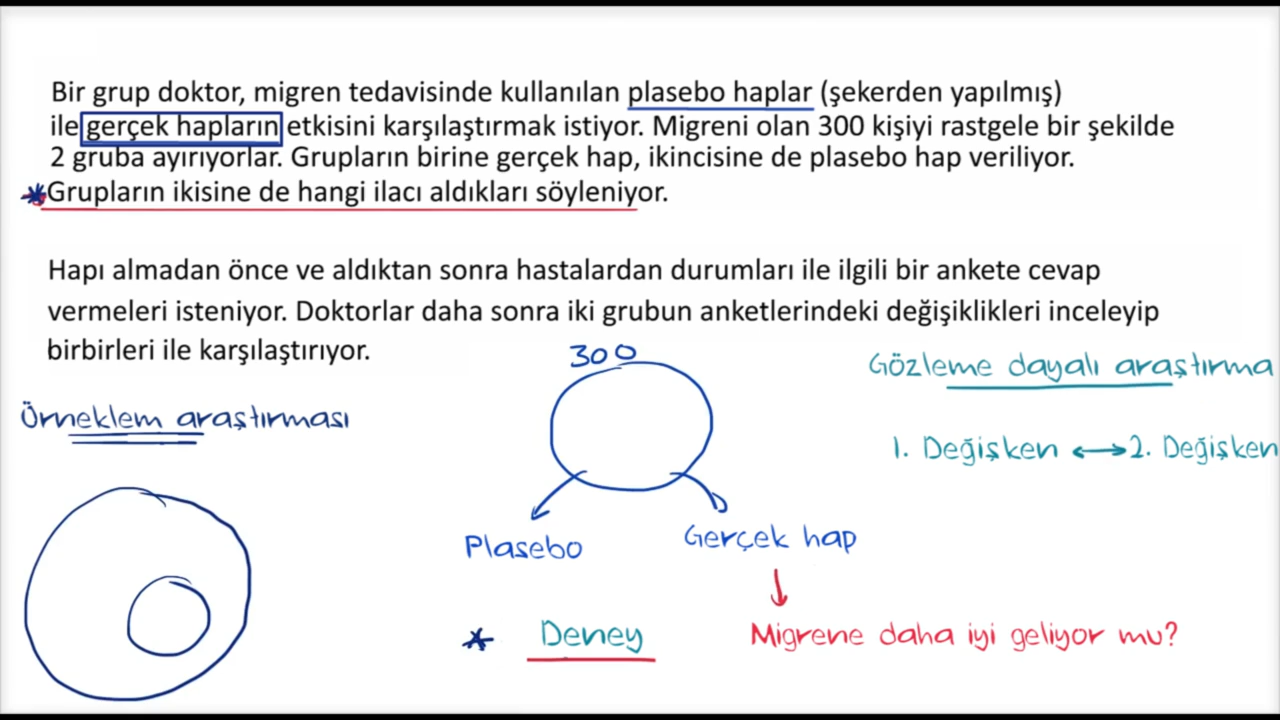 Bir grup doktor, migren tedavisinde kullanılan plasebo haplar (şekerden yapılmış)
ile gerçek hapların etkisini karşılaştırmak istiyor. Migreni olan 300 kişiyi rastgele bir şekilde
2 gruba ayırıyorlar. Grupların birine gerçek hap, ikincisine de plasebo hap veriliyor.
*Grupların ikisine de hangi ilacı aldıkları söyleniyor.
Hapı almadan önce ve aldıktan sonra hastalardan durumları ile ilgili bir ankete cevap
vermeleri isteniyor. Doktorlar daha sonra iki grubun anketlerindeki değişiklikleri inceleyip
birbirleri ile karşılaştırıyor.
300
Gözleme dayalı araştırma
Örneklem araştırması
1. Değişken ↔ 2. Değişken
Plasebo
Gerçek hap
* Deney
Migrene daha iyi geliyor mu?